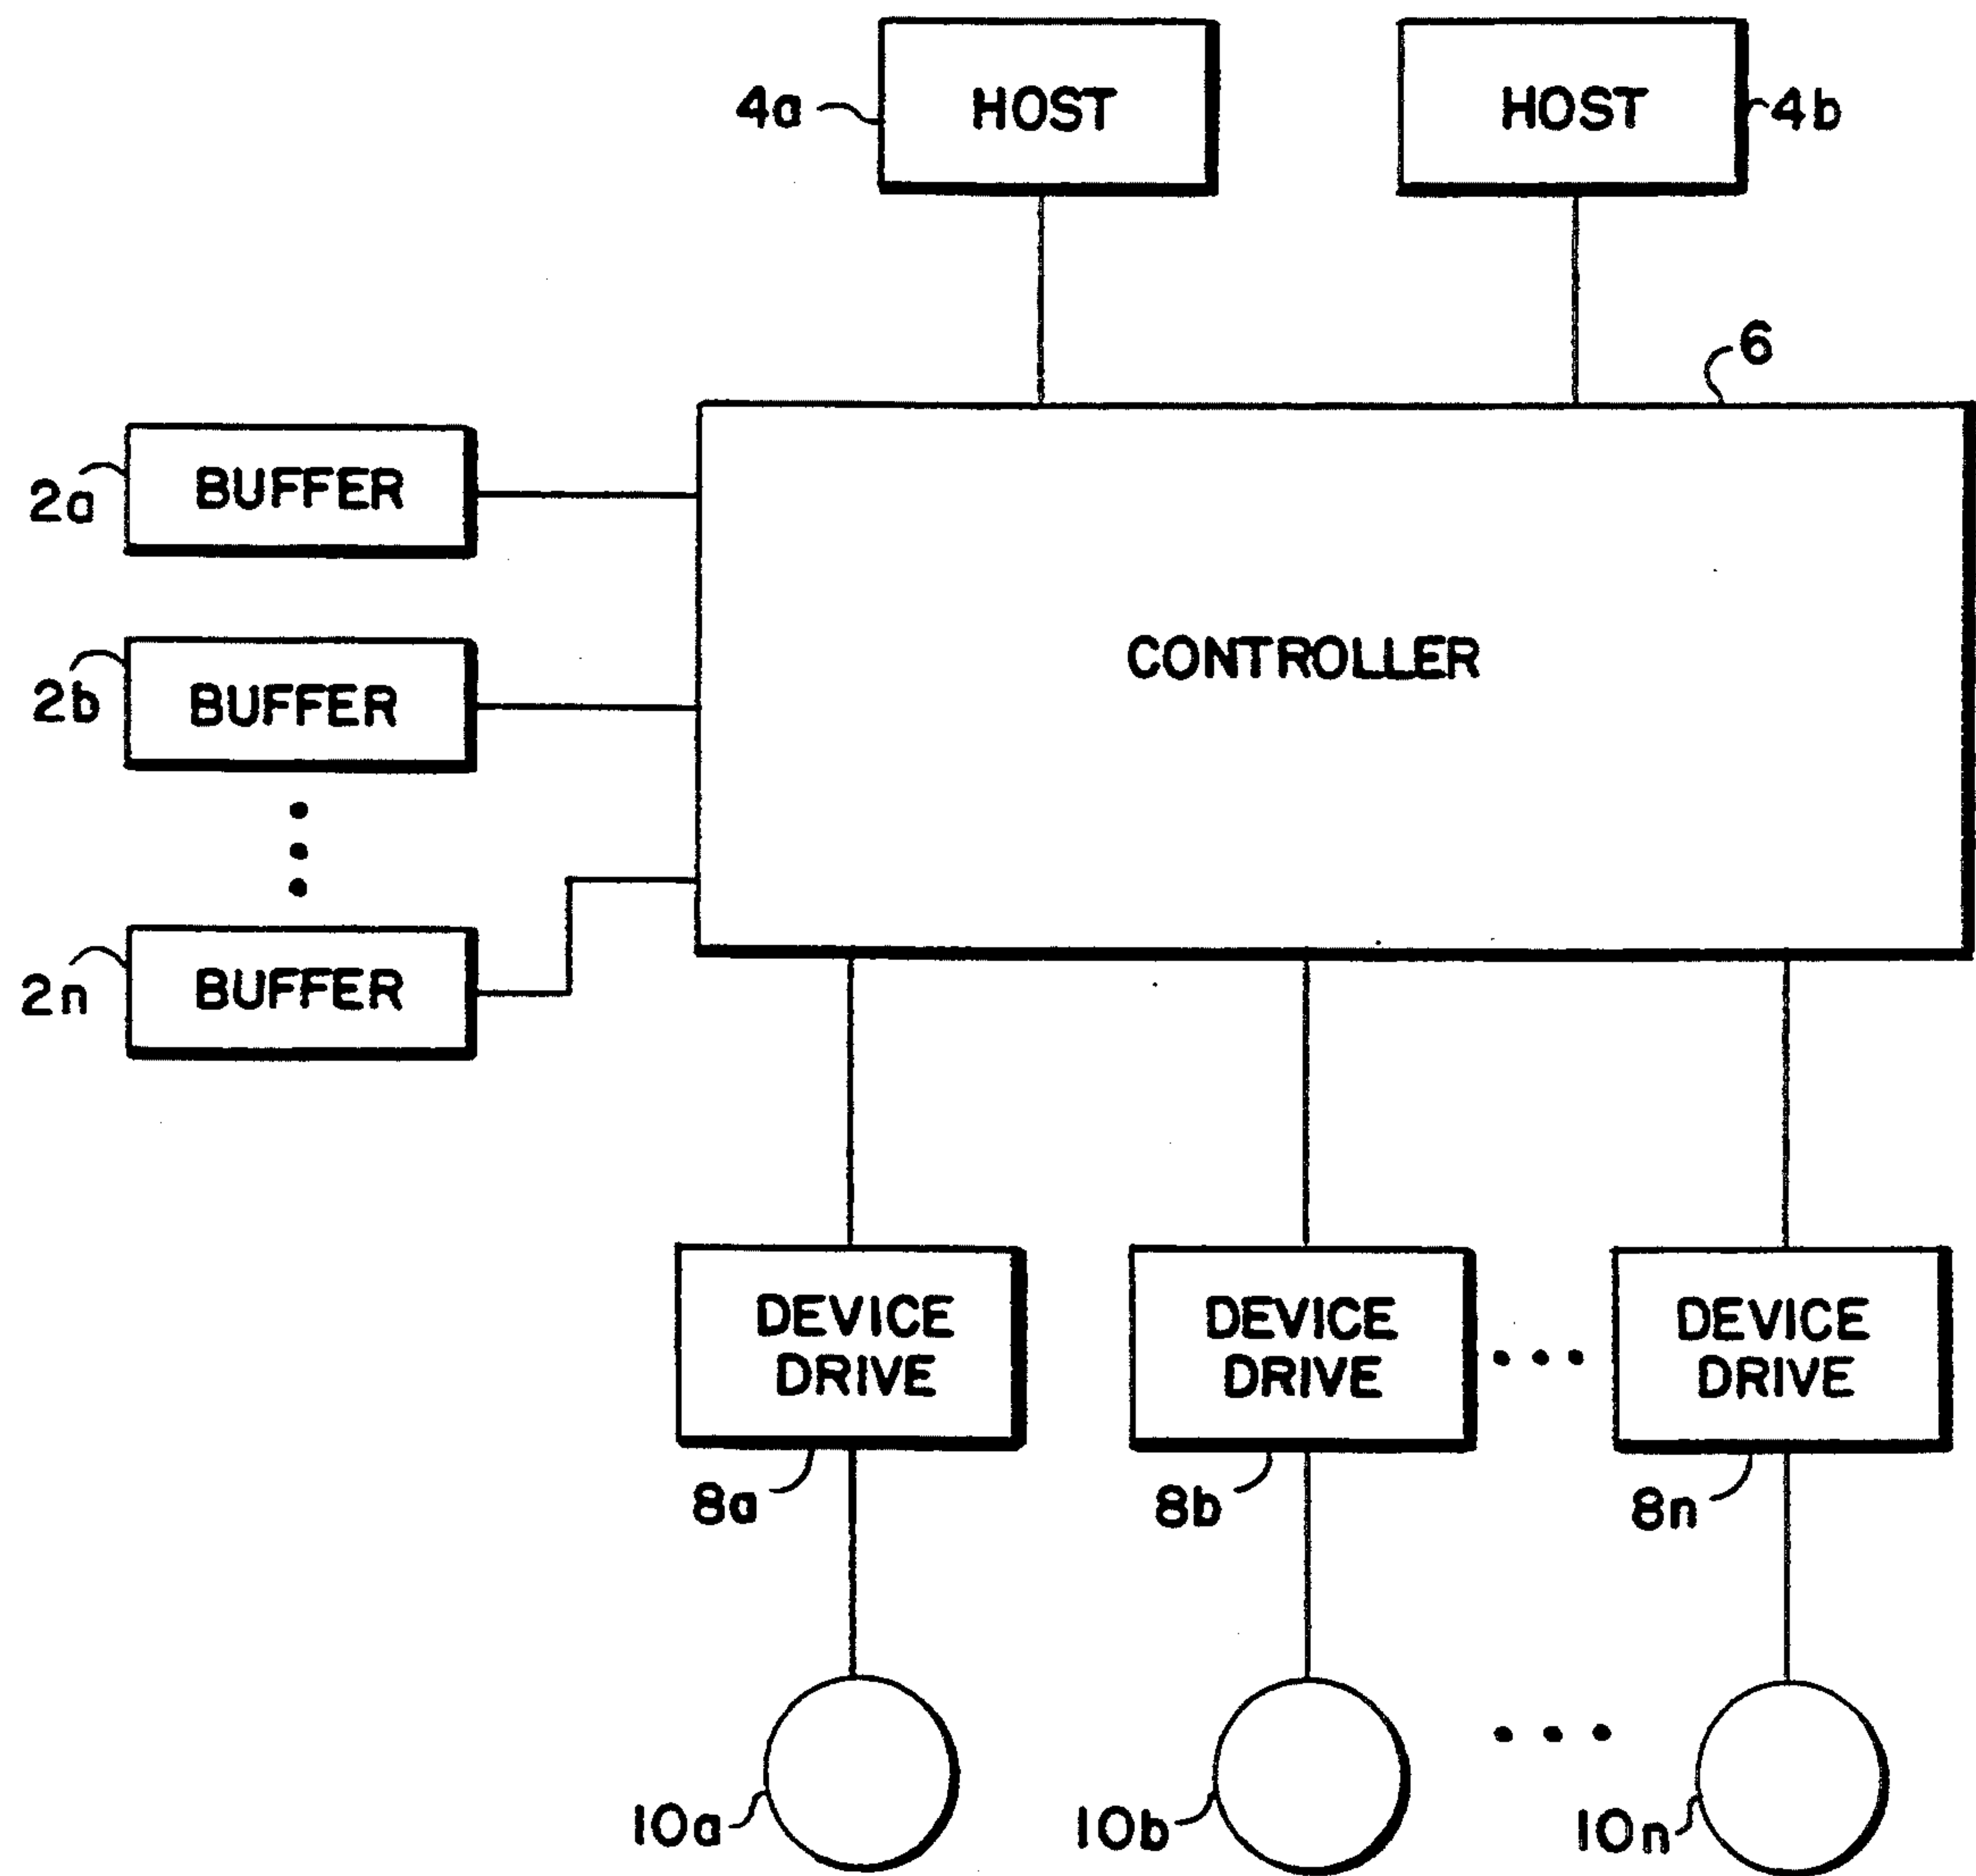 4a HOST
HOST 4b
6
2a BUFFER
CONTROLLER
2b BUFFER
2n BUFFER
DEVICE
DRIVE
DEVICE
DRIVE
DEVICE
DRIVE
8a
8b
8n
10a
10b
10n